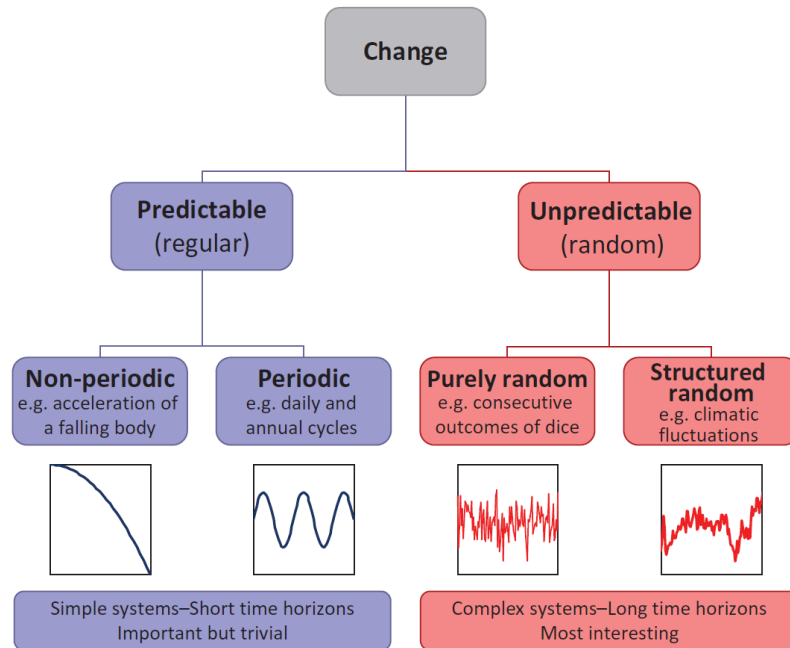 Change
Predictable
(regular)
Unpredictable
(random)
Non-periodic
e.g. acceleration of
a falling body
Periodic
e.g. daily and
annual cycles
Purely random
e.g. consecutive
outcomes of dice
Structured
random
e.g. climatic
fluctuations
Simple systems–Short time horizons
Important but trivial
Complex systems–Long time horizons
Most interesting